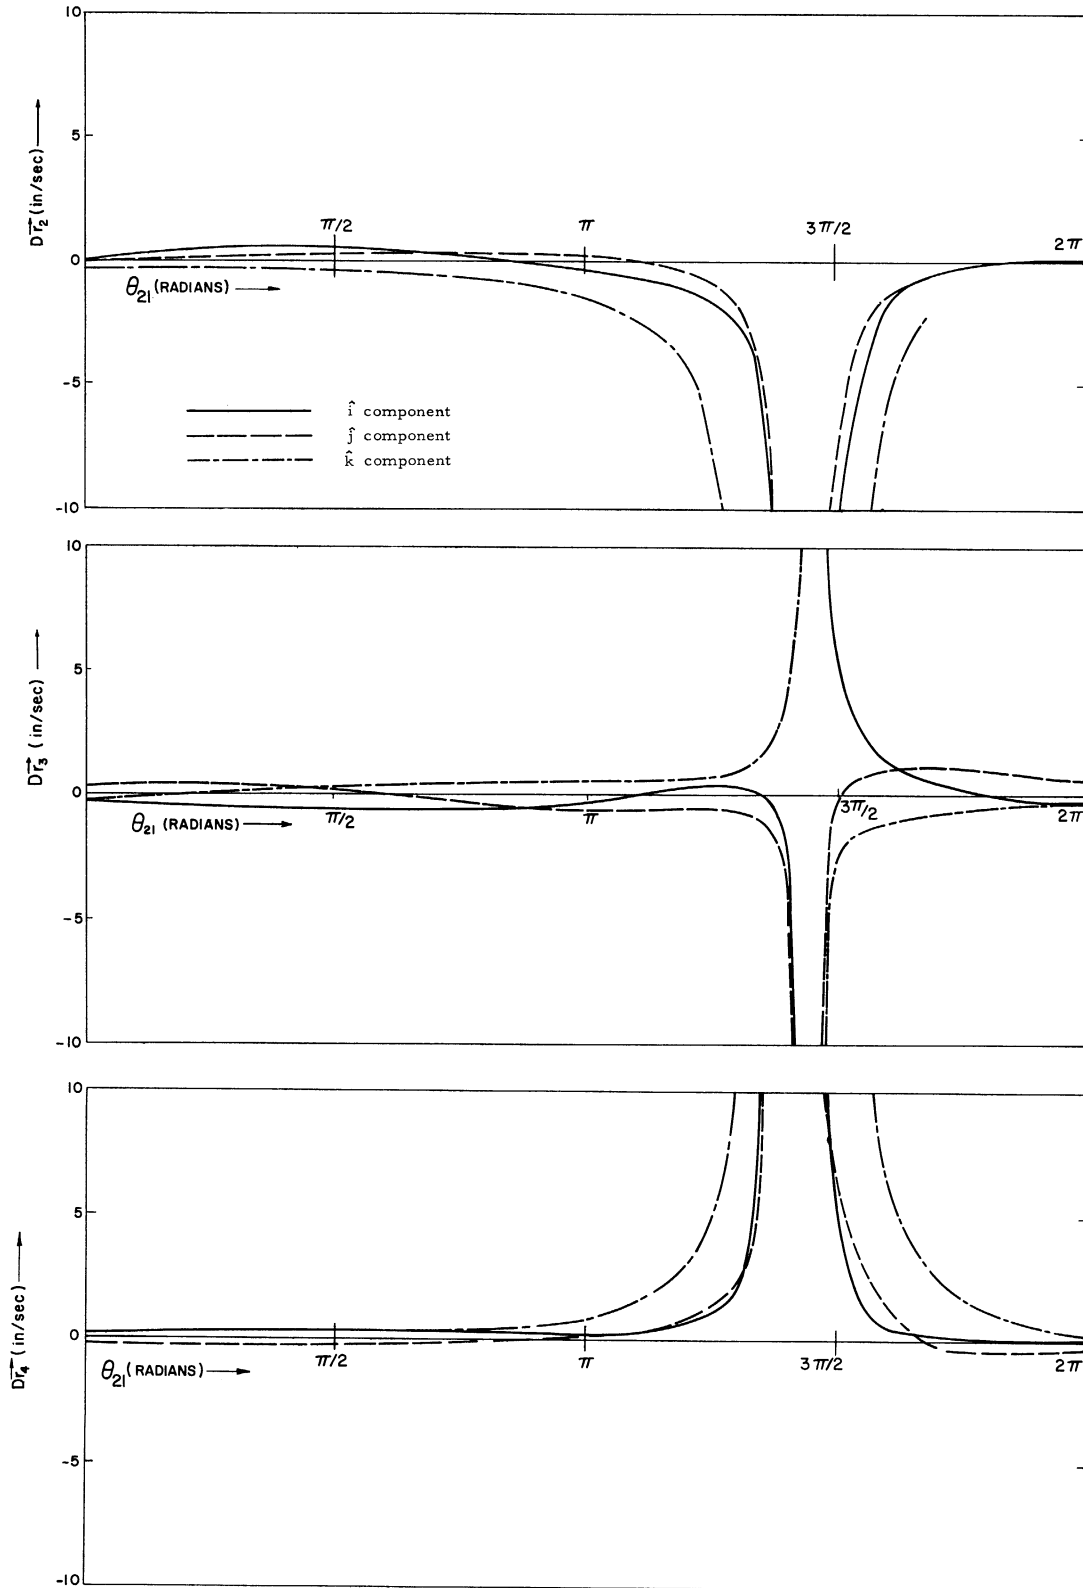 10
5
0
-5
-10
Dr₂ (in/sec)
π/2
π
3π/2
2π
θ₂₁ (RADIANS)
î component
ĵ component
k̂ component
10
5
0
-5
-10
Dr₃ (in/sec)
θ₂₁ (RADIANS)
π/2
π
3π/2
2π
10
5
0
-5
-10
Dr₄ (in/sec)
θ₂₁ (RADIANS)
π/2
π
3π/2
2π